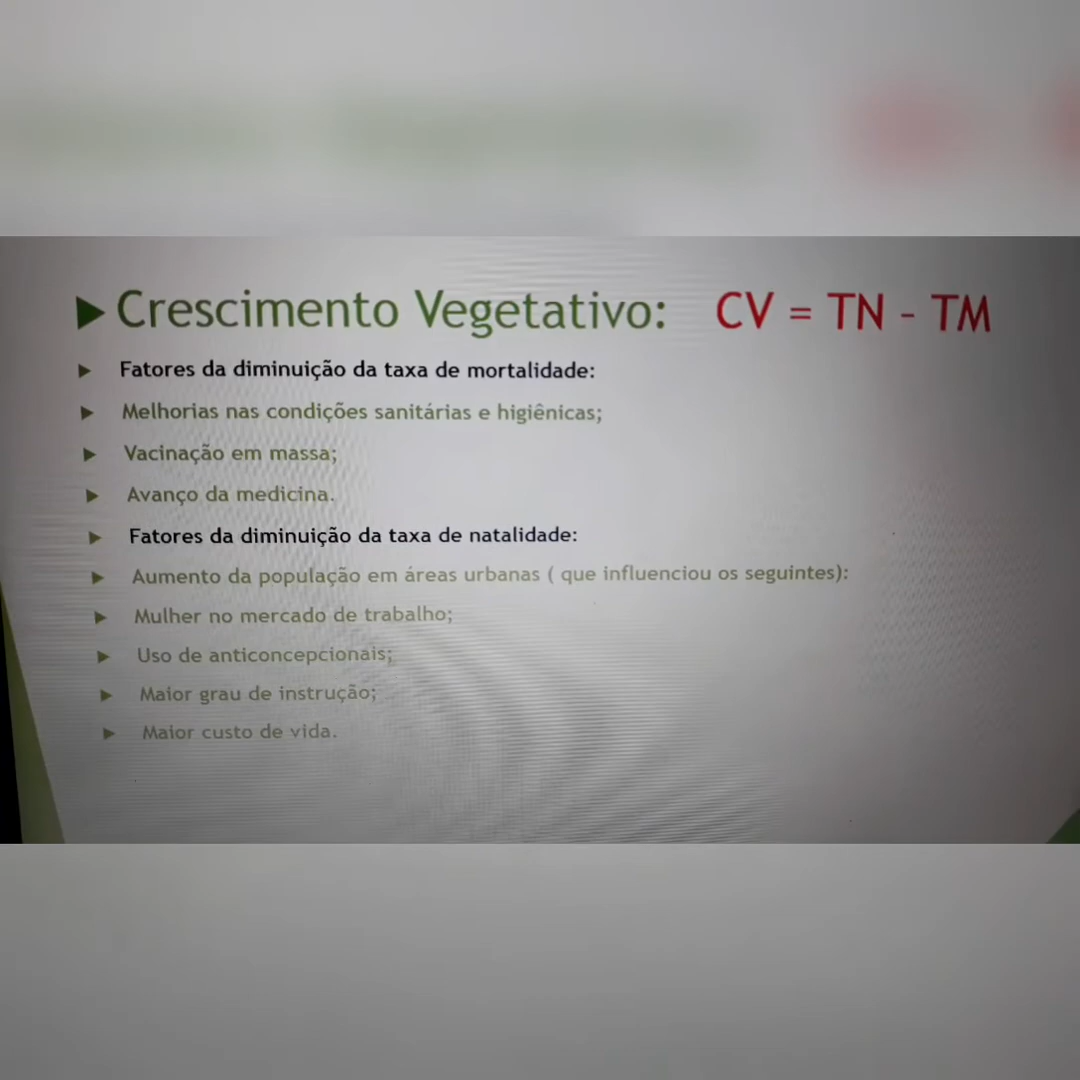 Crescimento Vegetativo: CV = TN - TM
Fatores da diminuição da taxa de mortalidade:
Melhorias nas condições sanitárias e higiênicas;
Vacinação em massa;
Avanço da medicina.
Fatores da diminuição da taxa de natalidade:
Aumento da população em áreas urbanas ( que influenciou os seguintes):
Mulher no mercado de trabalho;
Uso de anticoncepcionais;
Maior grau de instrução;
Maior custo de vida.